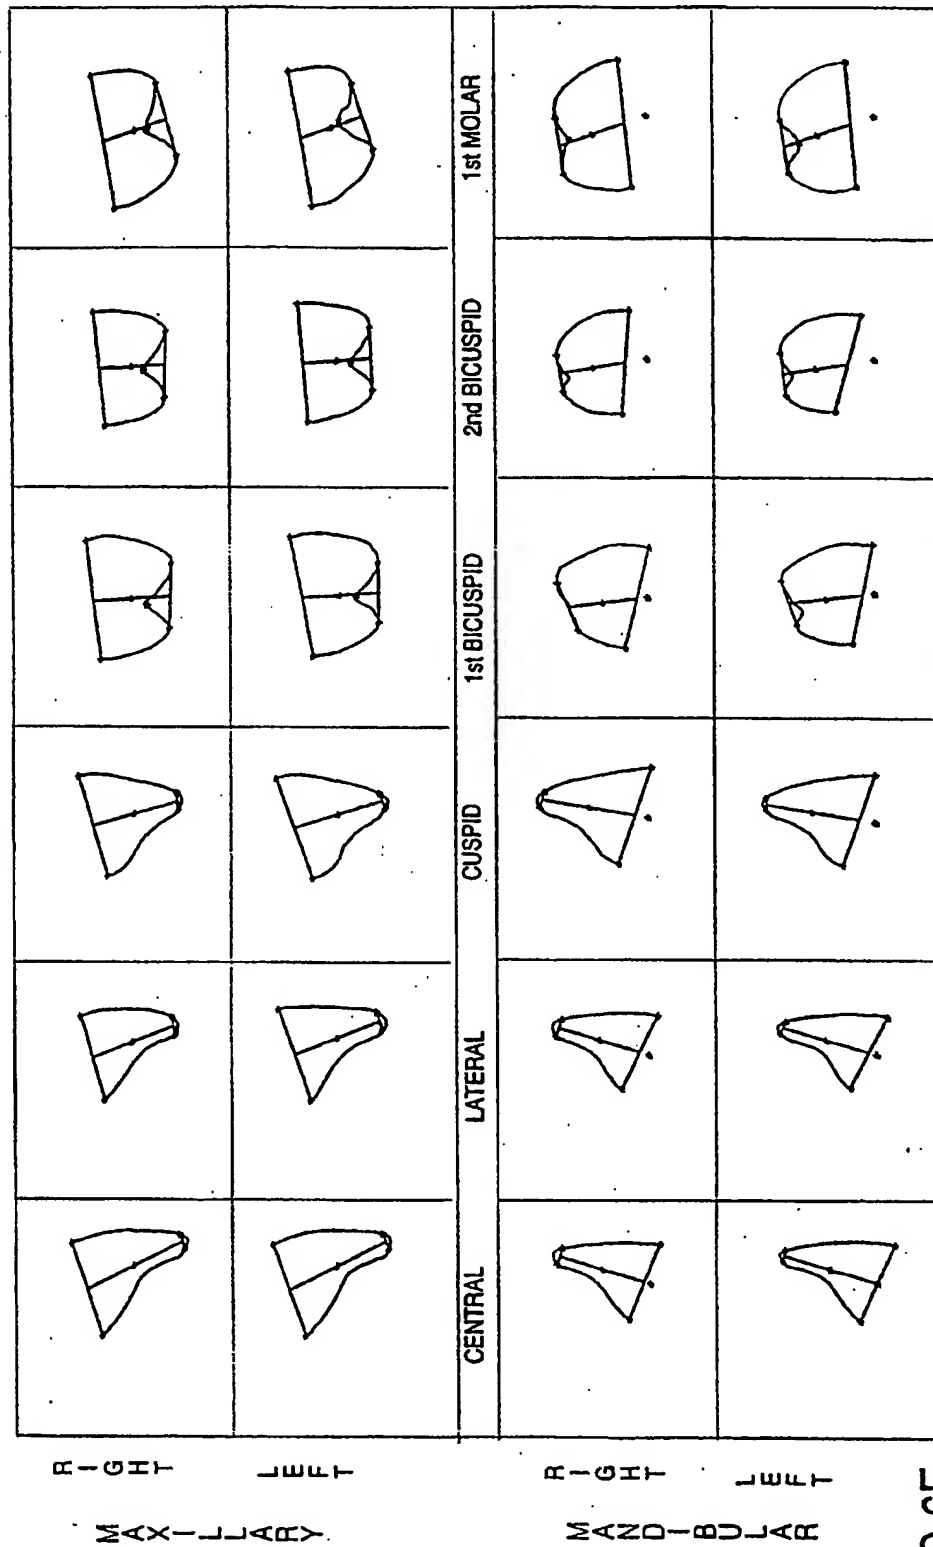 MAXILLARY
RIGHT
LEFT
CENTRAL LATERAL CUSPID 1st BICUSPID 2nd BICUSPID 1st MOLAR
MANDIBULAR
RIGHT
LEFT